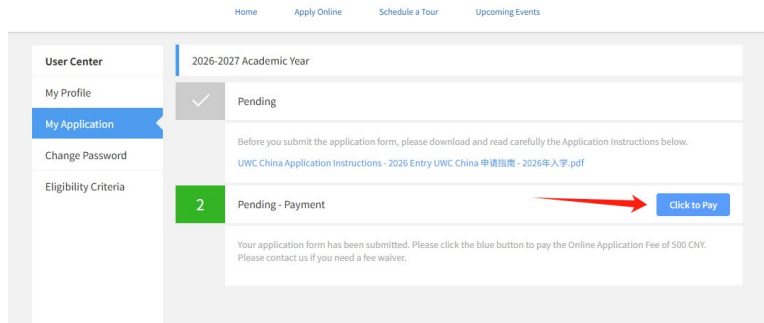 Home Apply Online Schedule a Tour Upcoming Events
User Center
My Profile
My Application
Change Password
Eligibility Criteria
2026-2027 Academic Year
Pending
Before you submit the application form, please download and read carefully the Application Instructions below.
UWC China Application Instructions - 2026 Entry UWC China 申请指南 - 2026年入学.pdf
2 Pending - Payment Click to Pay
Your application form has been submitted. Please click the blue button to pay the Online Application Fee of 500 CNY.
Please contact us if you need a fee waiver.